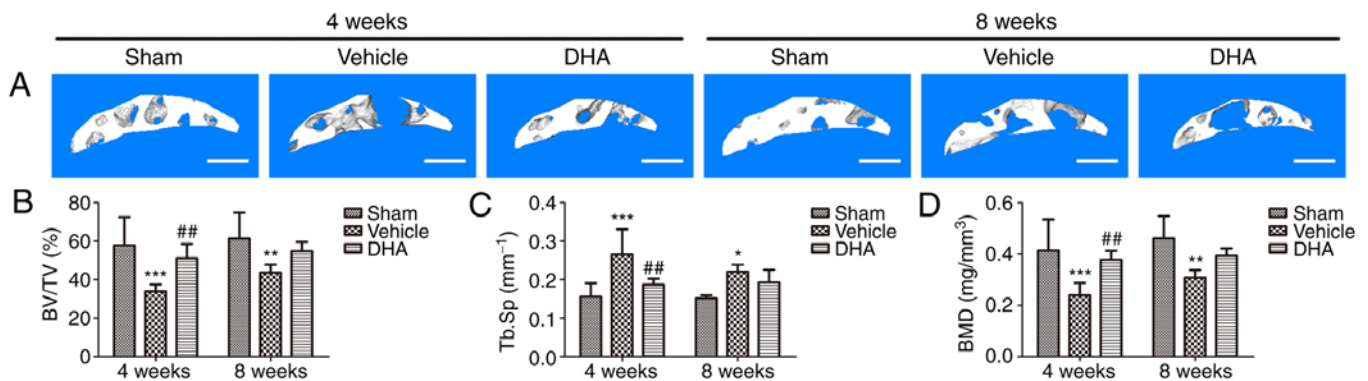 4 weeks 8 weeks
Sham Vehicle DHA Sham Vehicle DHA
A
B
BV/TV (%)
80
60
40
20
0
***
##
**
4 weeks 8 weeks
Sham
Vehicle
DHA
C
Tb.Sp (mm⁻¹)
0.4
0.3
0.2
0.1
0.0
***
##
*
4 weeks 8 weeks
Sham
Vehicle
DHA
D
BMD (mg/mm³)
0.6
0.4
0.2
0.0
***
##
**
4 weeks 8 weeks
Sham
Vehicle
DHA